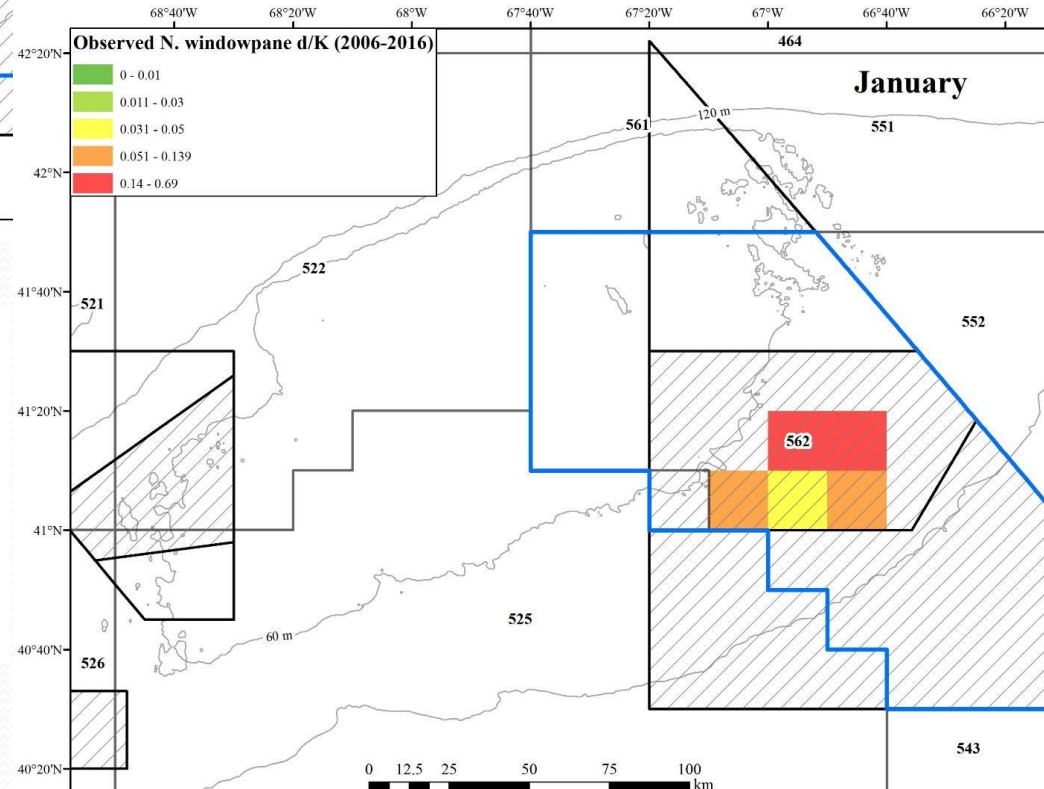 68°40'W 68°20'W 68°W 67°40'W 67°20'W 67°W 66°40'W 66°20'W
Observed N. windowpane d/K (2006-2016)
0 - 0.01
0.011 - 0.03
0.031 - 0.05
0.051 - 0.139
0.14 - 0.69
January
464
42°20'N
120 m
561
551
42°N
522
41°40'N
521
552
41°20'N
562
41°N
525
60 m
40°40'N
526
543
40°20'N
0 12.5 25 50 75 100
km